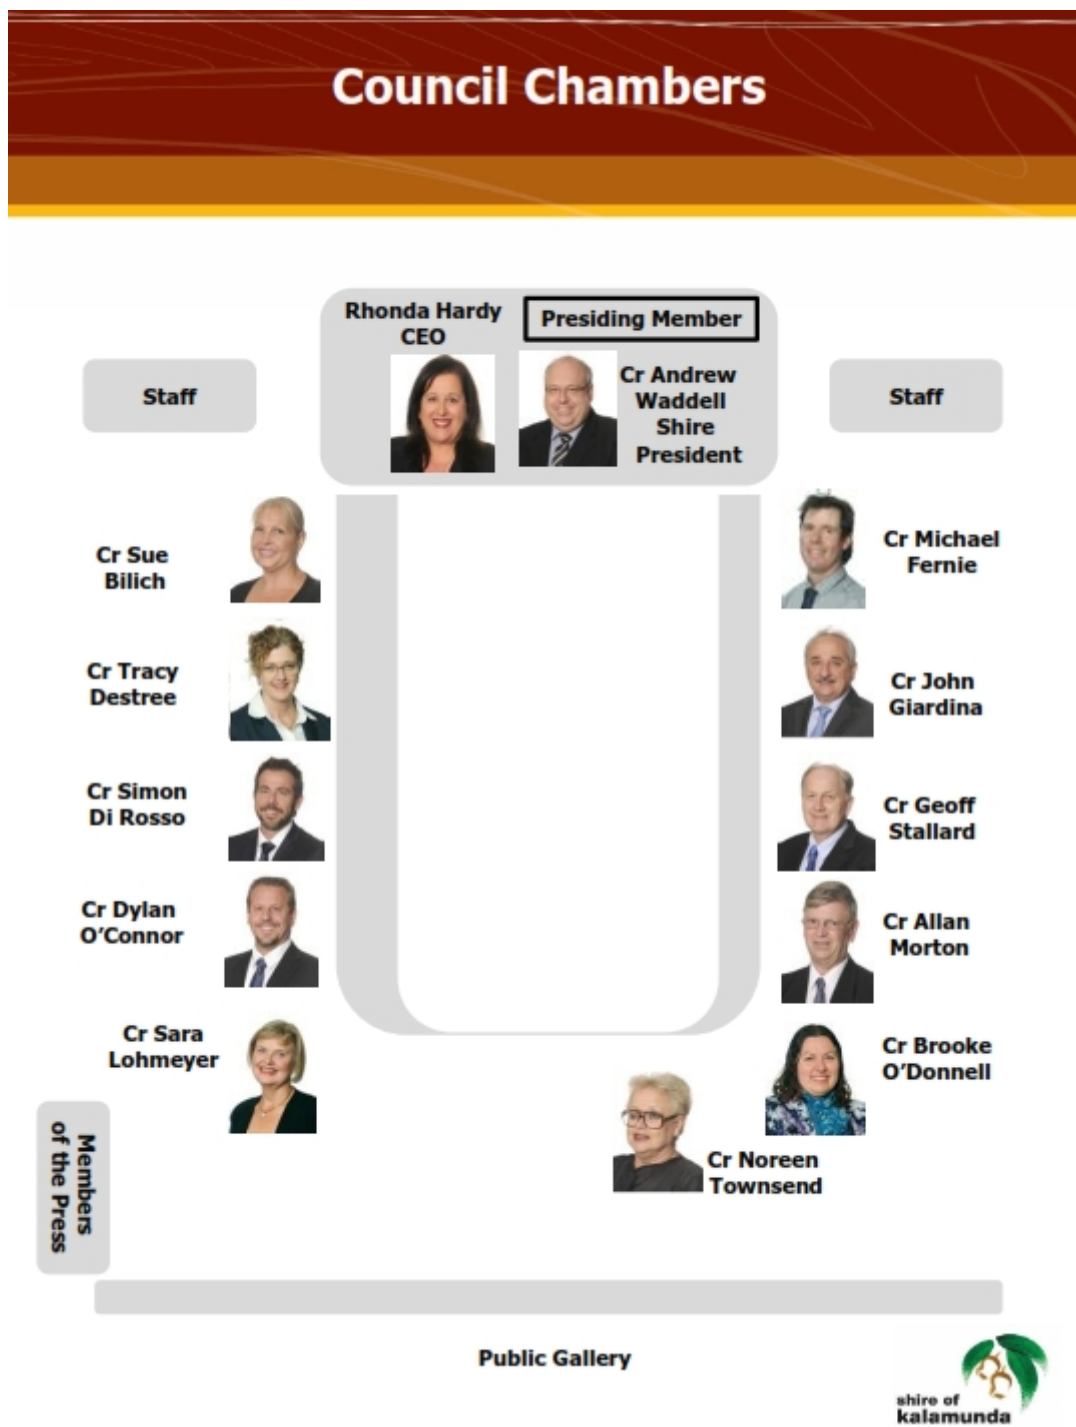 Council Chambers
Rhonda Hardy
CEO
Presiding Member
Cr Andrew
Waddell
Shire
President
Staff
Staff
Cr Sue
Bilich
Cr Michael
Fernie
Cr Tracy
Destree
Cr John
Giardina
Cr Simon
Di Rosso
Cr Geoff
Stallard
Cr Dylan
O'Connor
Cr Allan
Morton
Cr Sara
Lohmeyer
Cr Brooke
O'Donnell
Cr Noreen
Townsend
Members
of the Press
Public Gallery
shire of
kalamunda